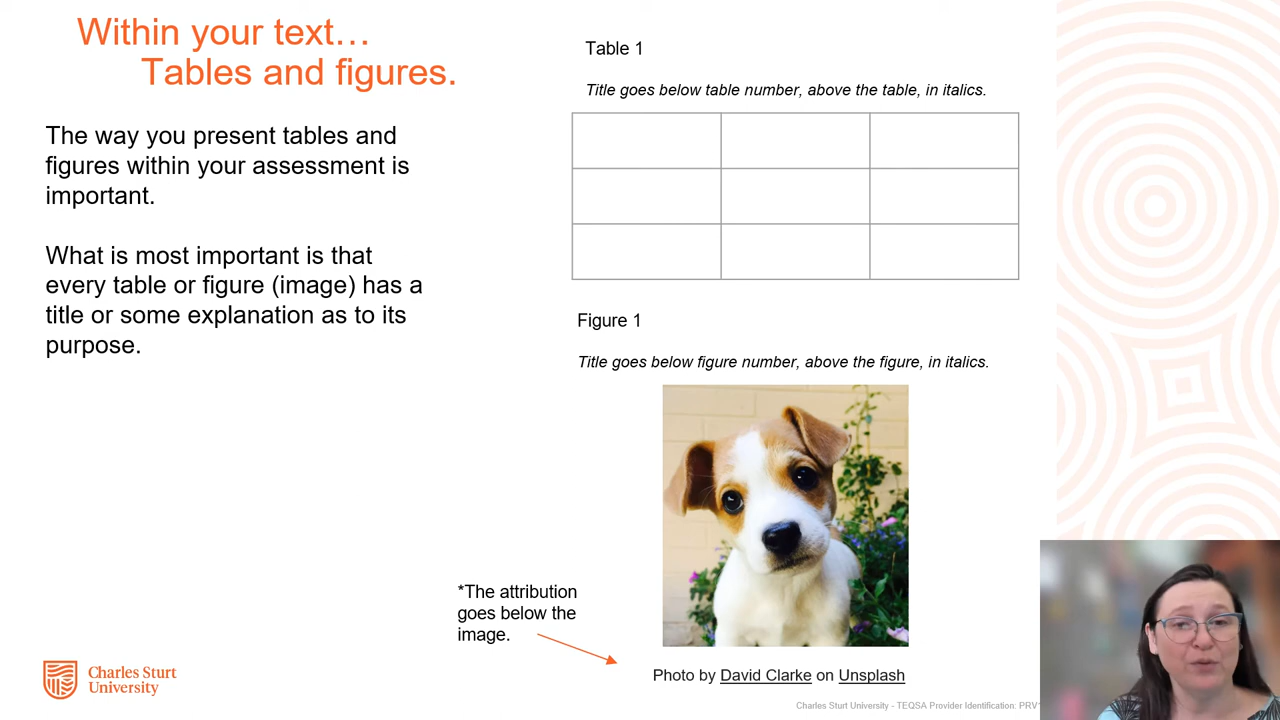 Within your text…
Tables and figures.
The way you present tables and
figures within your assessment is
important.
What is most important is that
every table or figure (image) has a
title or some explanation as to its
purpose.
Table 1
Title goes below table number, above the table, in italics.
Figure 1
Title goes below figure number, above the figure, in italics.
*The attribution
goes below the
image.
Photo by David Clarke on Unsplash
Charles Sturt
University
Charles Sturt University - TEQSA Provider Identification: